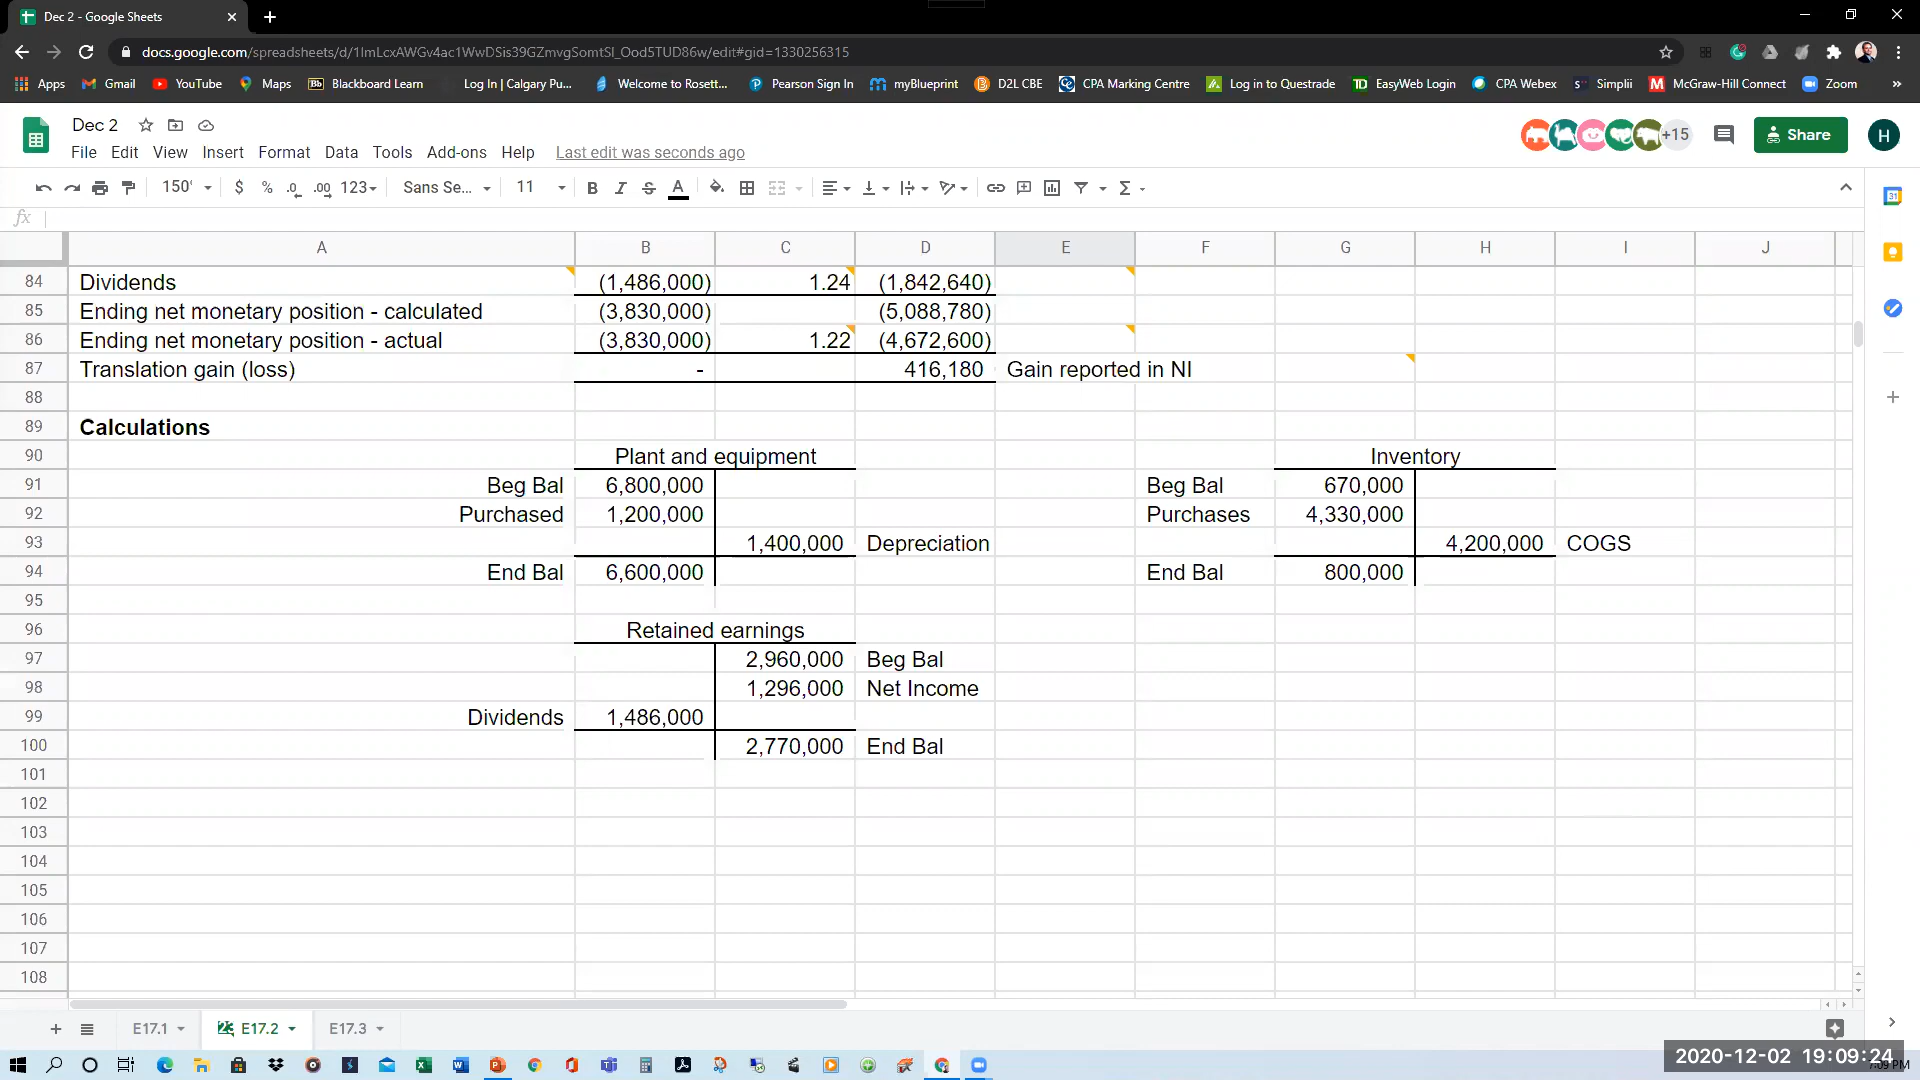 Dec 2 - Google Sheets
docs.google.com/spreadsheets/d/1ImLcxAWGv4ac1WwDSis39GZmvgSomtSI_Ood5TUD86w/edit#gid=1330256315
Apps Gmail YouTube Maps Bb Blackboard Learn Log In | Calgary Pu... Welcome to Rosett... Pearson Sign In myBlueprint D2L CBE CPA Marking Centre Log in to Questrade TD EasyWeb Login CPA Webex Simplii McGraw-Hill Connect Zoom »
Dec 2
+15 Share H
File Edit View Insert Format Data Tools Add-ons Help Last edit was seconds ago
150' $ % .0 .00 123 Sans Se... 11 B I S A Σ
fx
A B C D E F G H I J
84 Dividends (1,486,000) 1.24 (1,842,640)
85 Ending net monetary position - calculated (3,830,000) (5,088,780)
86 Ending net monetary position - actual (3,830,000) 1.22 (4,672,600)
87 Translation gain (loss) - 416,180 Gain reported in NI
88
89 Calculations
90 Plant and equipment Inventory
91 Beg Bal 6,800,000 Beg Bal 670,000
92 Purchased 1,200,000 Purchases 4,330,000
93 1,400,000 Depreciation 4,200,000 COGS
94 End Bal 6,600,000 End Bal 800,000
95
96 Retained earnings
97 2,960,000 Beg Bal
98 1,296,000 Net Income
99 Dividends 1,486,000
100 2,770,000 End Bal
101
102
103
104
105
106
107
108
E17.1 E17.2 E17.3
2020-12-02 19:09:24